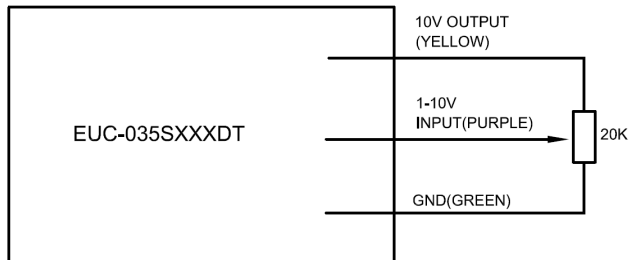 10V OUTPUT
(YELLOW)
1-10V
INPUT(PURPLE)
EUC-035SXXXDT
20K
GND(GREEN)